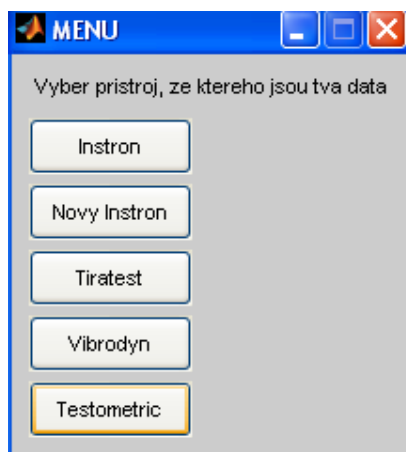 MENU
Vyber pristroj, ze ktereho jsou tva data
Instron
Novy Instron
Tiratest
Vibrodyn
Testometric